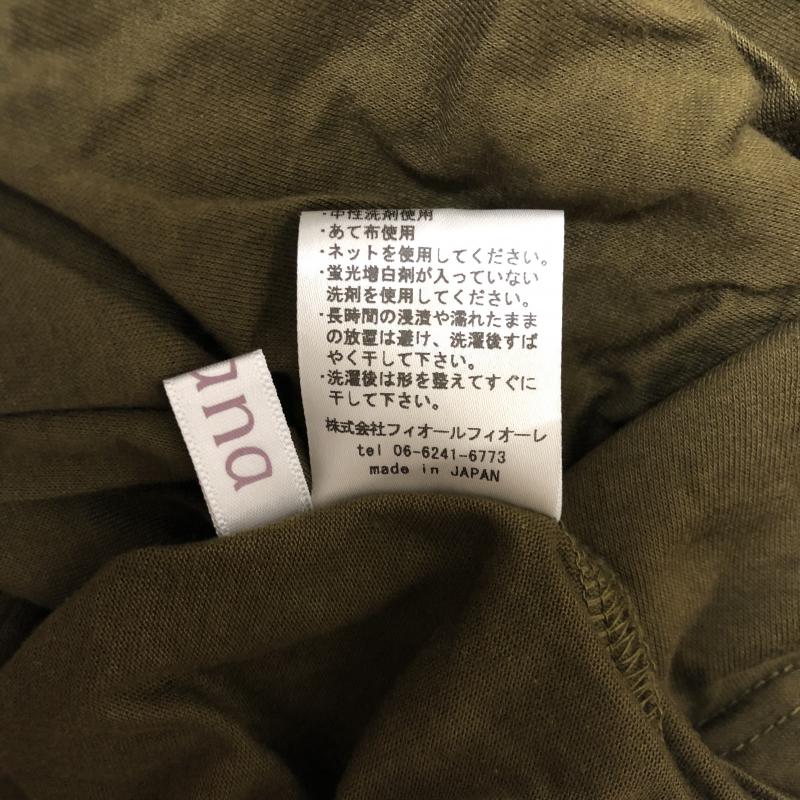 ・中性洗剤使用
・あて布使用
・ネットを使用してください。
・蛍光増白剤が入っていない
洗剤を使用してください。
・長時間の浸漬や濡れたまま
の放置は避け、洗濯後すば
やく干して下さい。
・洗濯後は形を整えてすぐに
干して下さい。
株式会社フィオールフィオーレ
tel 06-6241-6773
made in JAPAN
una